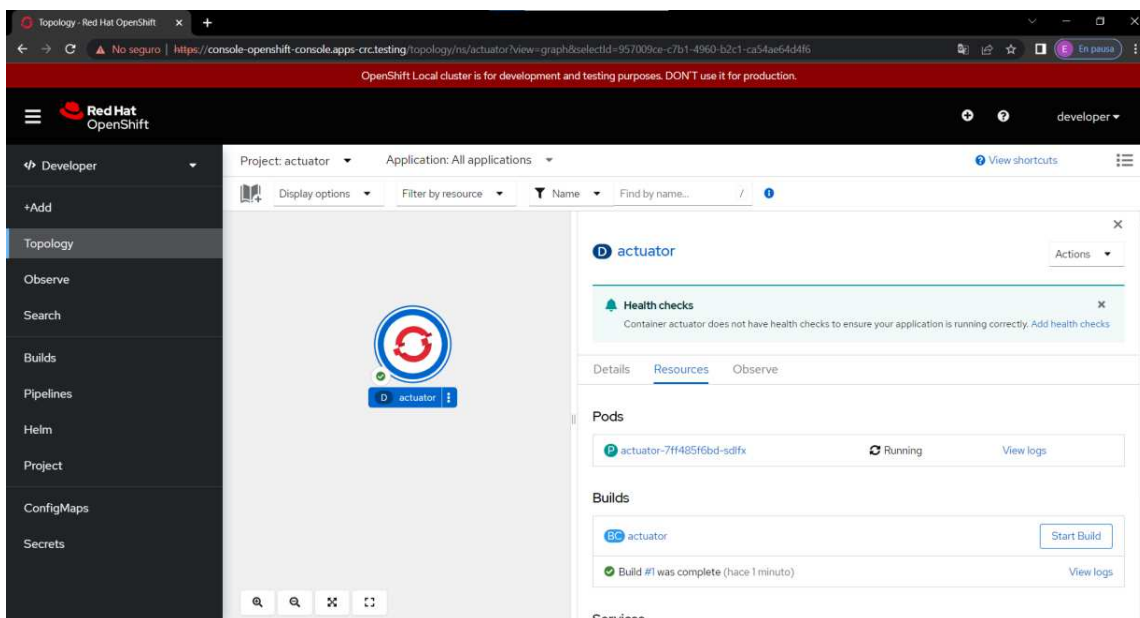 Topology - Red Hat OpenShift
No seguro | https://console-openshift-console.apps-crc.testing/topology/ns/actuator?view=graph&selectId=957009ce-c7b1-4960-b2c1-ca54ae64d4f6
E En pausa
OpenShift Local cluster is for development and testing purposes. DON'T use it for production.
Red Hat
OpenShift
developer
Developer
+Add
Topology
Observe
Search
Builds
Pipelines
Helm
Project
ConfigMaps
Secrets
Project: actuator
Application: All applications
View shortcuts
Display options
Filter by resource
Name
Find by name...
/
D actuator
D actuator
Actions
Health checks
Container actuator does not have health checks to ensure your application is running correctly. Add health checks
Details Resources Observe
Pods
P actuator-7ff485f6bd-sdlfx Running View logs
Builds
BC actuator Start Build
Build #1 was complete (hace 1 minuto) View logs
Services